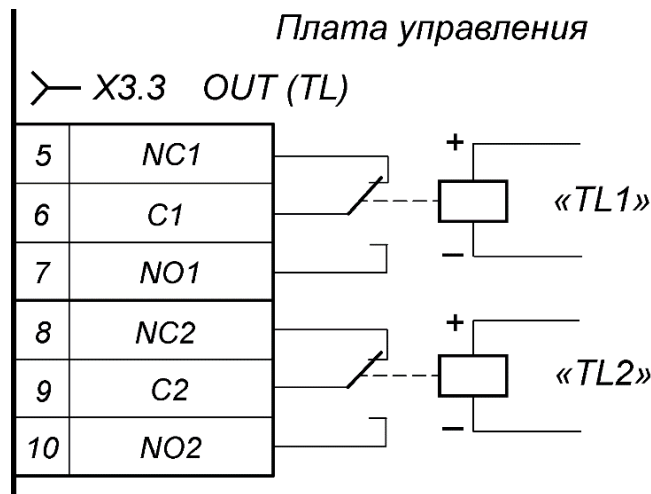 Плата управления
X3.3 OUT (TL)
5 NC1
6 C1
7 NO1
8 NC2
9 C2
10 NO2
+
«TL1»
–
+
«TL2»
–